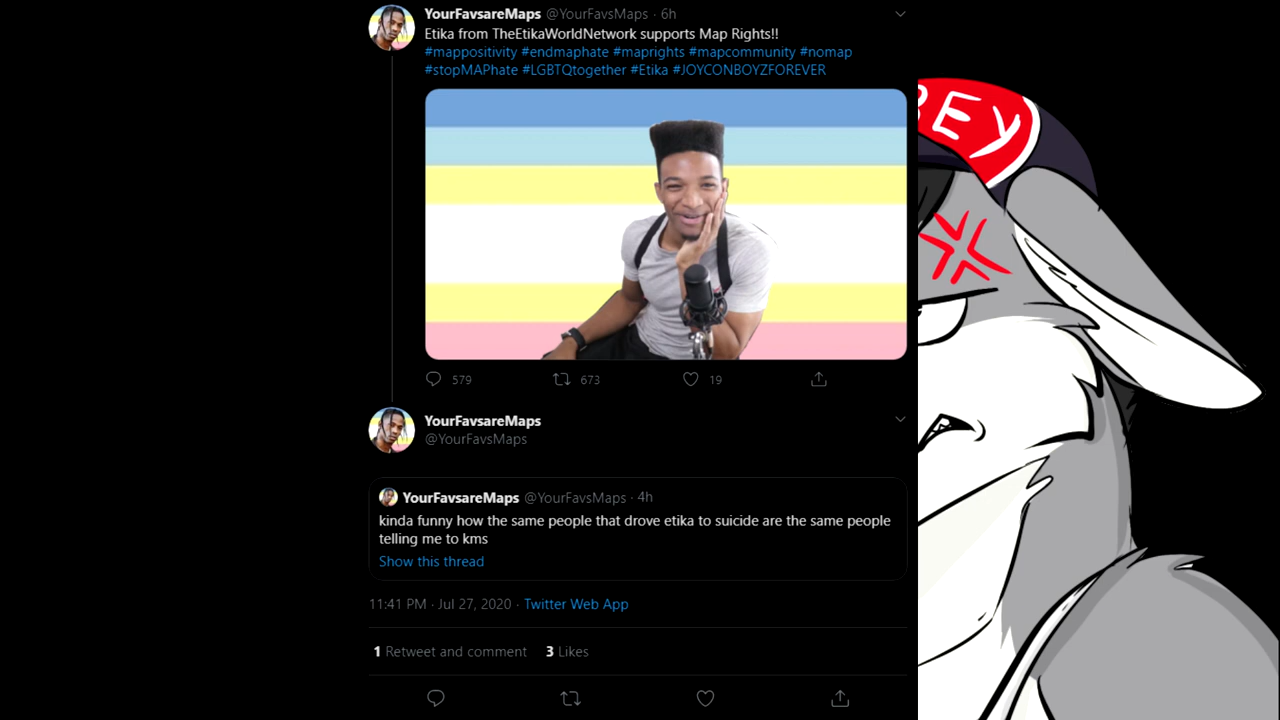 YourFavsareMaps @YourFavsMaps · 6h
Etika from TheEtikaWorldNetwork supports Map Rights!!
#mappositivity #endmaphate #maprights #mapcommunity #nomap
#stopMAPhate #LGBTQtogether #Etika #JOYCONBOYZFOREVER
579 673 19
YourFavsareMaps
@YourFavsMaps
YourFavsareMaps @YourFavsMaps · 4h
kinda funny how the same people that drove etika to suicide are the same people
telling me to kms
Show this thread
11:41 PM · Jul 27, 2020 · Twitter Web App
1 Retweet and comment 3 Likes
BEY